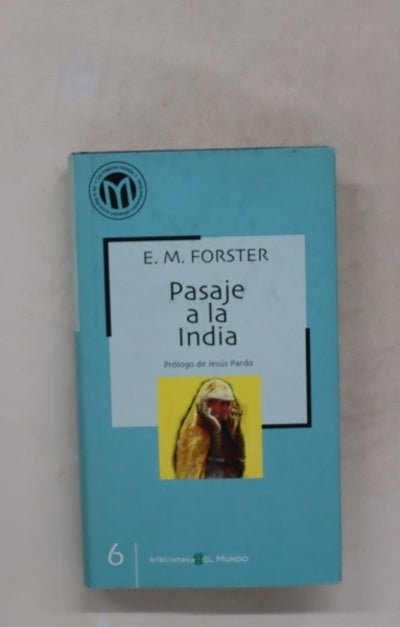 M
E. M. FORSTER
Pasaje
a la
India
Prólogo de Jesús Pardo
6
biblioteca EL MUNDO